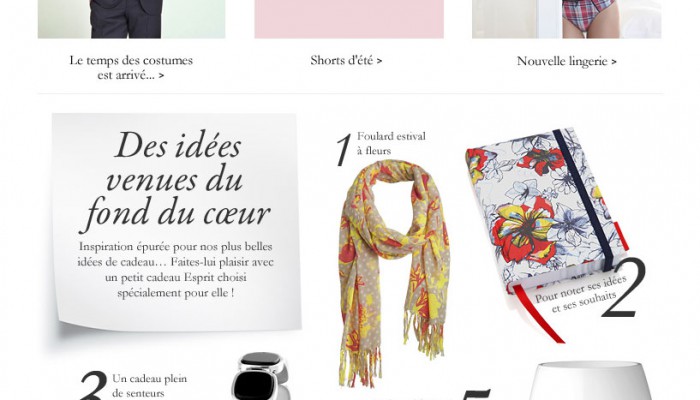 Le temps des costumes
est arrivé... >
Shorts d'été >
Nouvelle lingerie >
Des idées
venues du
fond du cœur
Inspiration épurée pour nos plus belles
idées de cadeau… Faites-lui plaisir avec
un petit cadeau Esprit choisi
spécialement pour elle !
1
Foulard estival
à fleurs
2
Pour noter ses idées
et ses souhaits
3
Un cadeau plein
de senteurs
5